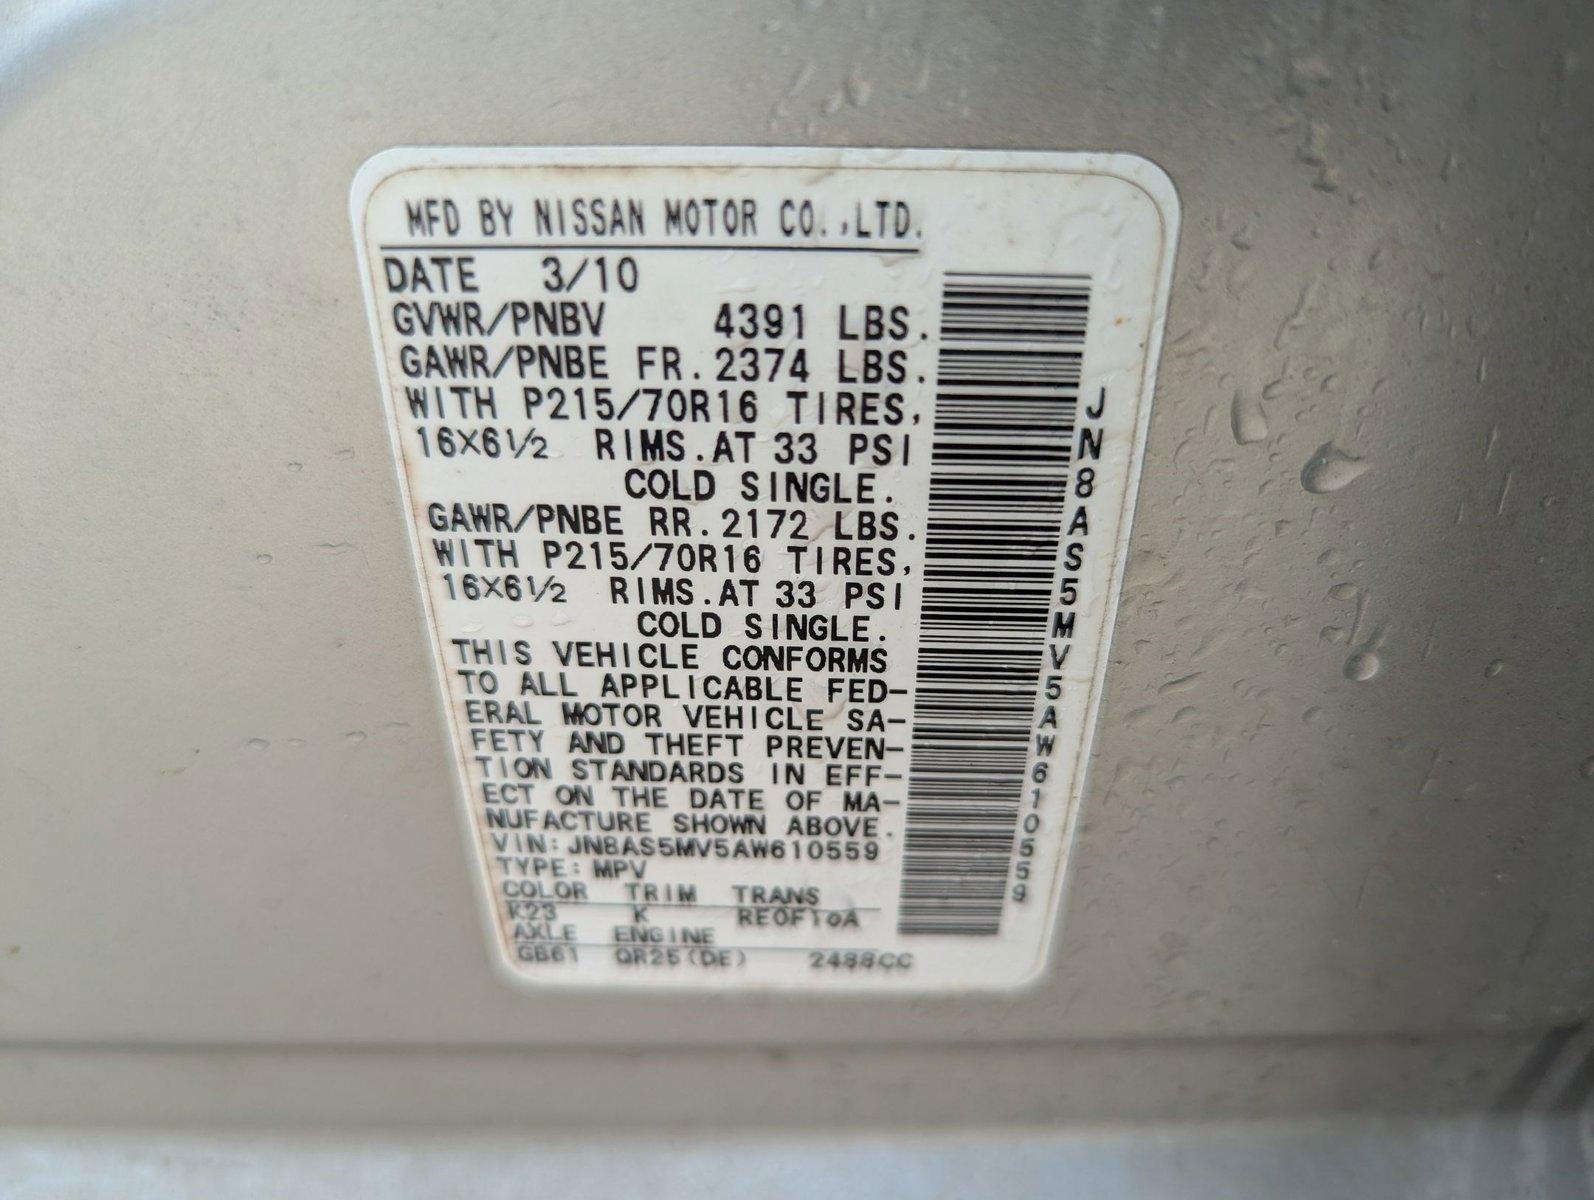 MFD BY NISSAN MOTOR CO.,LTD.
DATE 3/10
GVWR/PNBV 4391 LBS.
GAWR/PNBE FR. 2374 LBS.
WITH P215/70R16 TIRES,
16X6½ RIMS. AT 33 PSI
COLD SINGLE.
GAWR/PNBE RR. 2172 LBS.
WITH P215/70R16 TIRES,
16X6½ RIMS. AT 33 PSI
COLD SINGLE.
THIS VEHICLE CONFORMS
TO ALL APPLICABLE FED-
ERAL MOTOR VEHICLE SA-
FETY AND THEFT PREVEN-
TION STANDARDS IN EFF-
ECT ON THE DATE OF MA-
NUFACTURE SHOWN ABOVE.
VIN: JN8AS5MV5AW610559
TYPE: MPV
COLOR TRIM TRANS
K23 K RE0F10A
AXLE ENGINE
GB61 QR25(DE) 2488CC
JN8AS5MV5AW610559